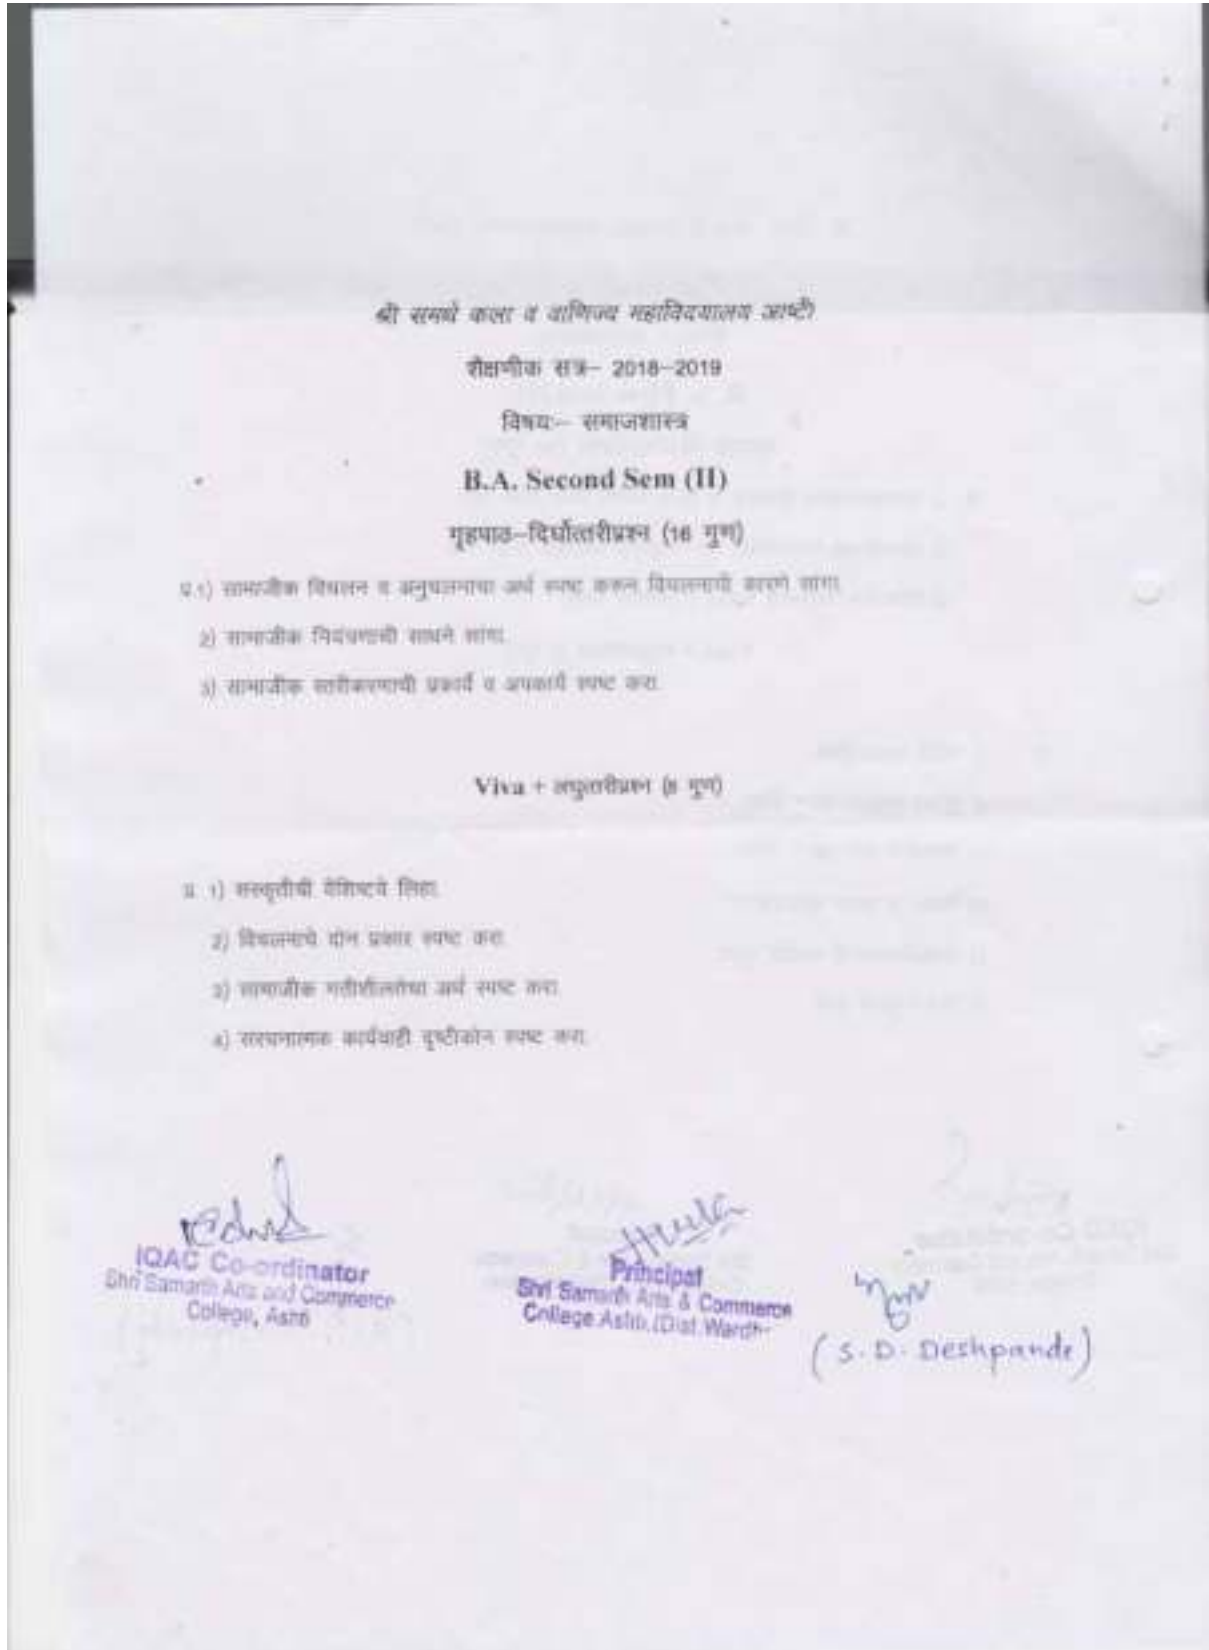 श्री समर्थ कला व वाणिज्य महाविदयालय आष्टी
शैक्षणीक सत्र– 2018–2019
विषय:– समाजशास्त्र
B.A. Second Sem (II)
गृहपाठ–दिर्घोत्तरीप्रश्न (16 गुण)
प्र.1) सामाजीक विचलन व अनुचलनाचा अर्थ स्पष्ट करून विचलनाची कारणे सांगा.
2) सामाजीक नियंत्रणाची साधने सांगा.
3) सामाजीक स्तरीकरणाची प्रकार्ये व अपकार्य स्पष्ट करा.
Viva + लघुत्तरीप्रश्न (8 गुण)
प्र. 1) संस्कृतीची वैशिष्टये लिहा.
2) विचलनाचे दोन प्रकार स्पष्ट करा.
3) सामाजीक गतीशीलतेचा अर्थ स्पष्ट करा.
4) संरचनात्मक कार्यवाही दृष्टीकोन स्पष्ट करा.
IQAC Co-ordinator
Shri Samarth Arts and Commerce
College, Ashti
Principal
Shri Samarth Arts & Commerce
College Ashti, (Dist. Wardh
(S. D. Deshpande)